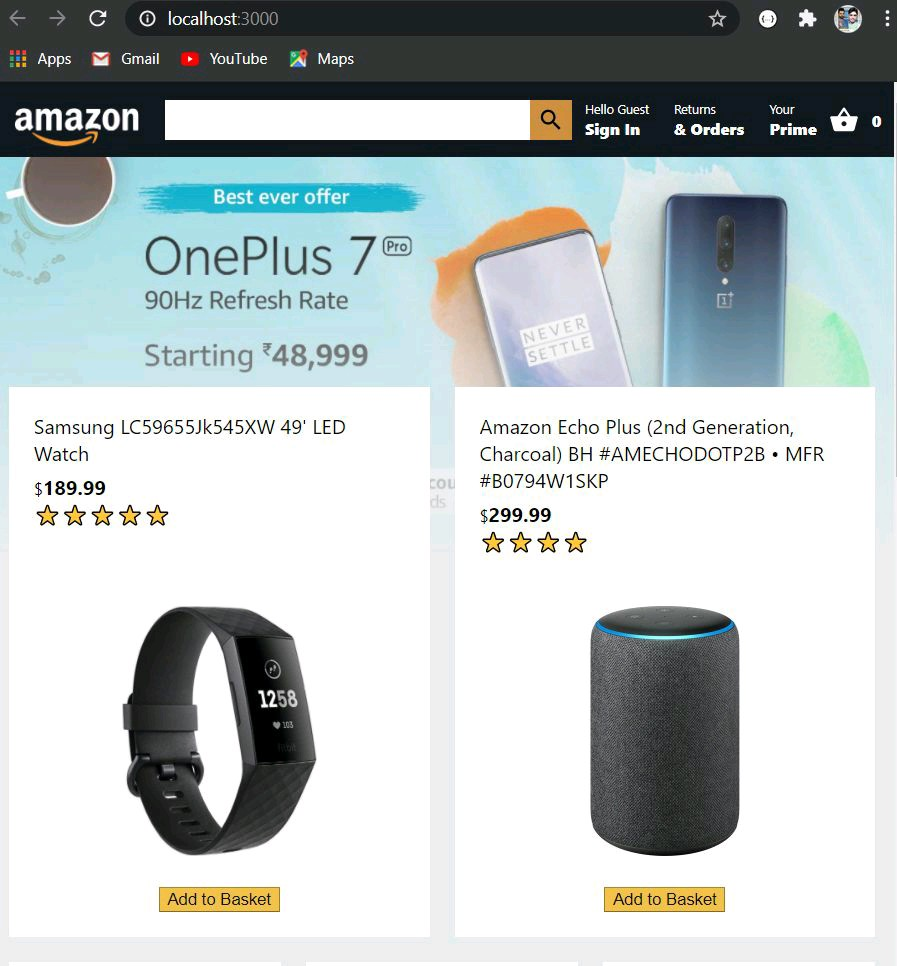 localhost:3000
Apps Gmail YouTube Maps
amazon
Hello Guest
Sign In
Returns
& Orders
Your
Prime
0
Best ever offer
OnePlus 7 Pro
90Hz Refresh Rate
Starting ₹48,999
NEVER
SETTLE
Samsung LC59655Jk545XW 49' LED
Watch
$189.99
Amazon Echo Plus (2nd Generation,
Charcoal) BH #AMECHODOTP2B • MFR
#B0794W1SKP
$299.99
1258
103
fitbit
Add to Basket
Add to Basket